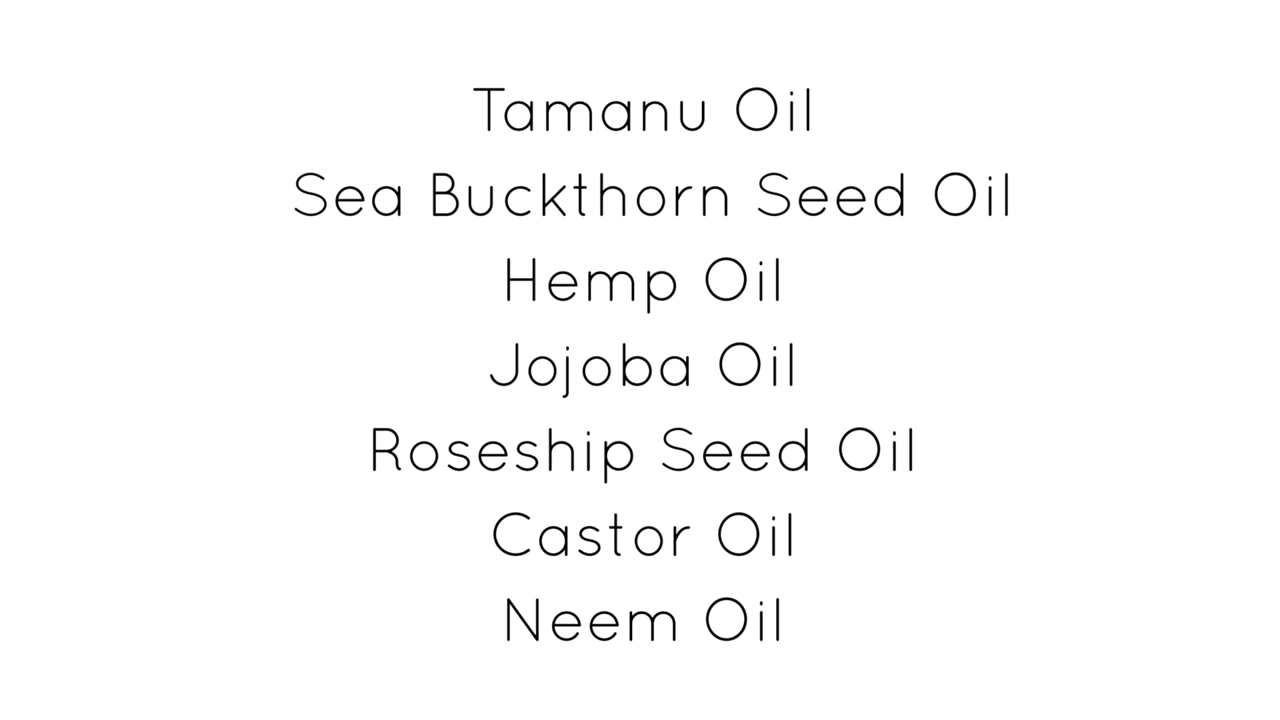 Tamanu Oil
Sea Buckthorn Seed Oil
Hemp Oil
Jojoba Oil
Roseship Seed Oil
Castor Oil
Neem Oil